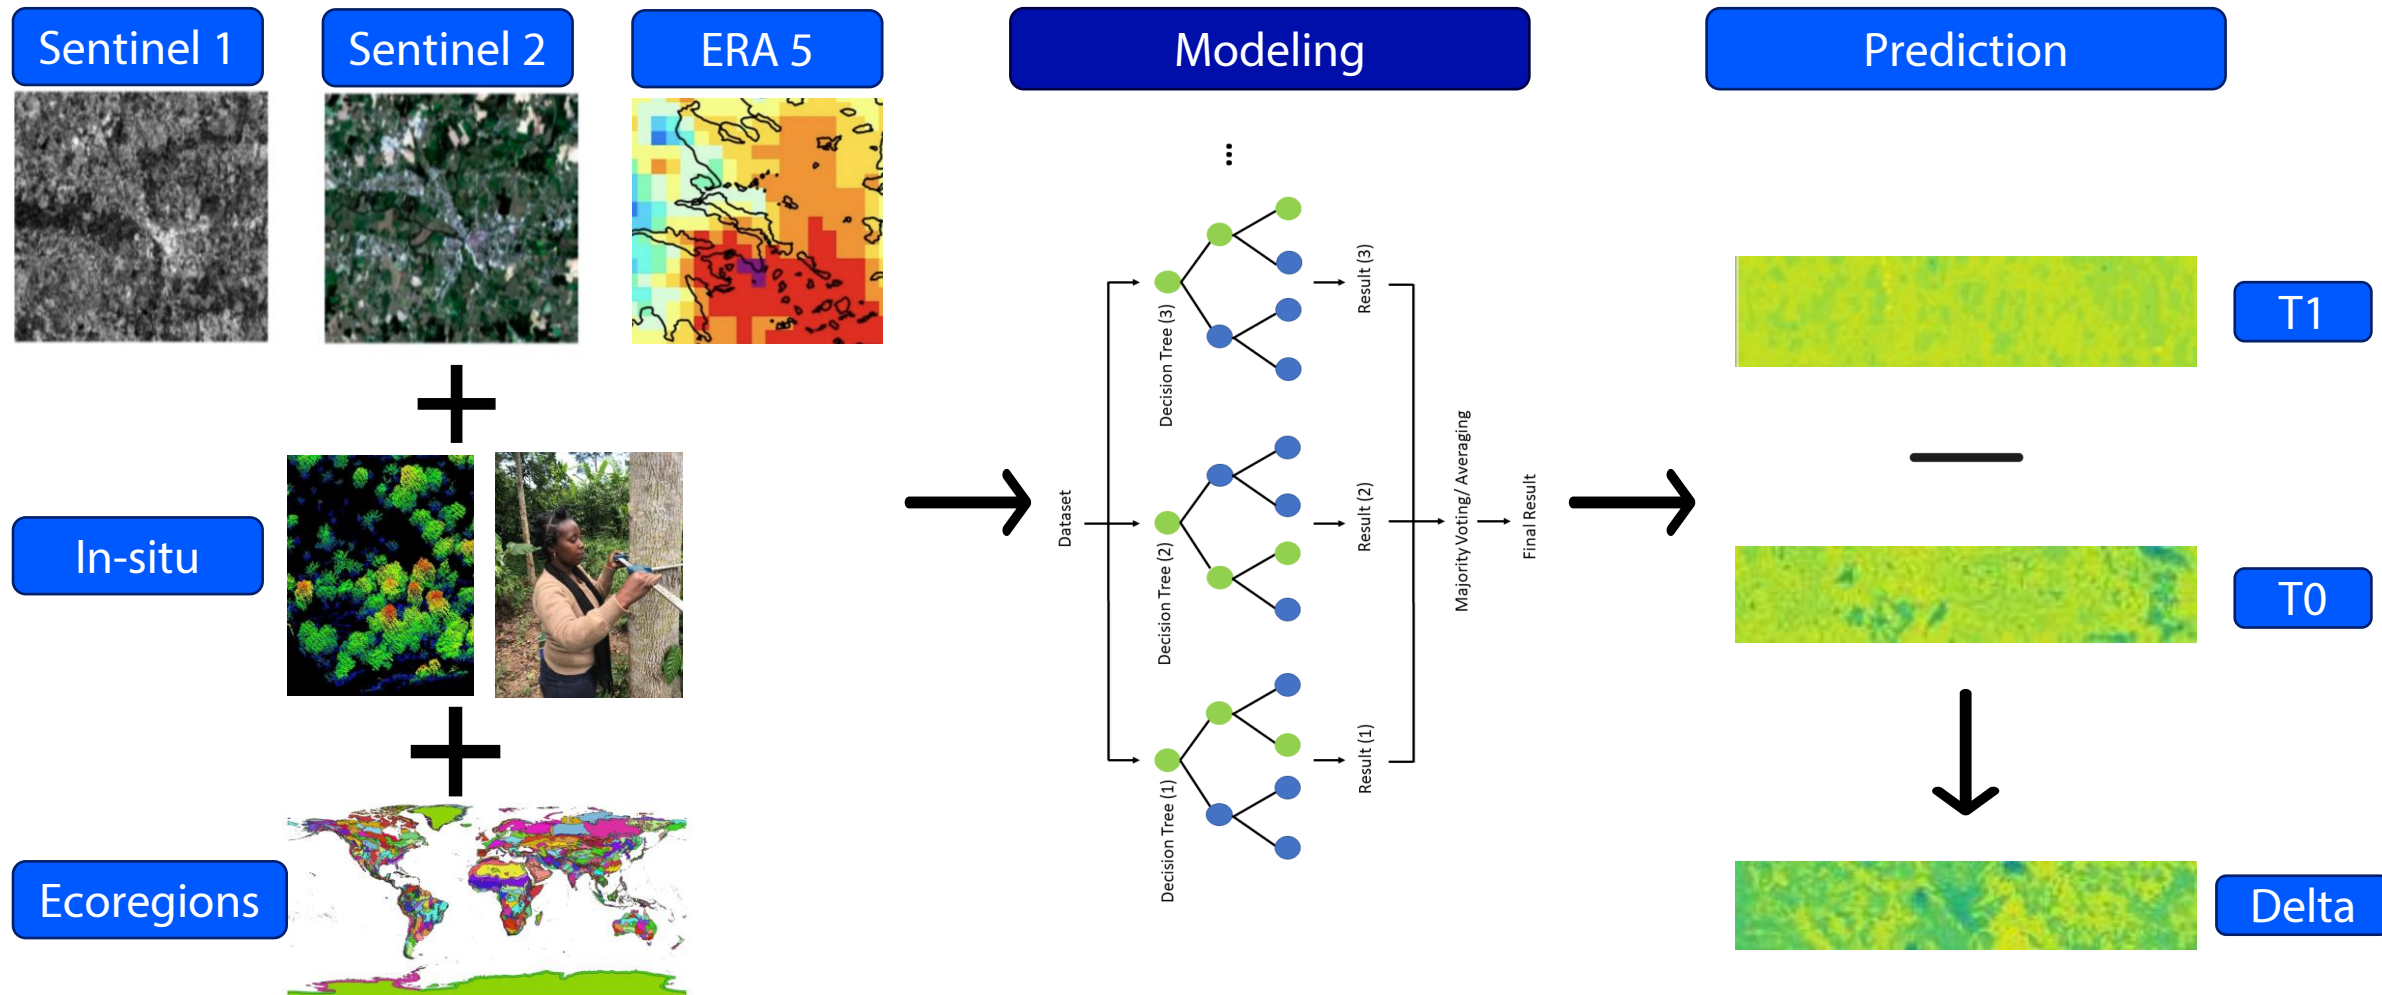 Sentinel 1
Sentinel 2
ERA 5
Modeling
Prediction
In-situ
Ecoregions
...
Dataset
Decision Tree (3)
Decision Tree (2)
Decision Tree (1)
Result (3)
Result (2)
Result (1)
Majority Voting/ Averaging
Final Result
T1
T0
Delta